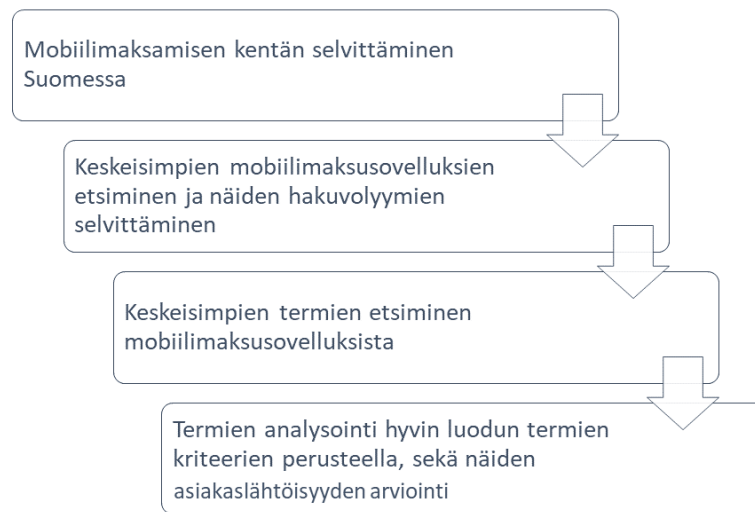 Mobiilimaksamisen kentän selvittäminen
Suomessa
Keskeisimpien mobiilimaksusovelluksien
etsiminen ja näiden hakuvolyymien
selvittäminen
Keskeisimpien termien etsiminen
mobiilimaksusovelluksista
Termien analysointi hyvin luodun termien
kriteerien perusteella, sekä näiden
asiakaslähtöisyyden arviointi